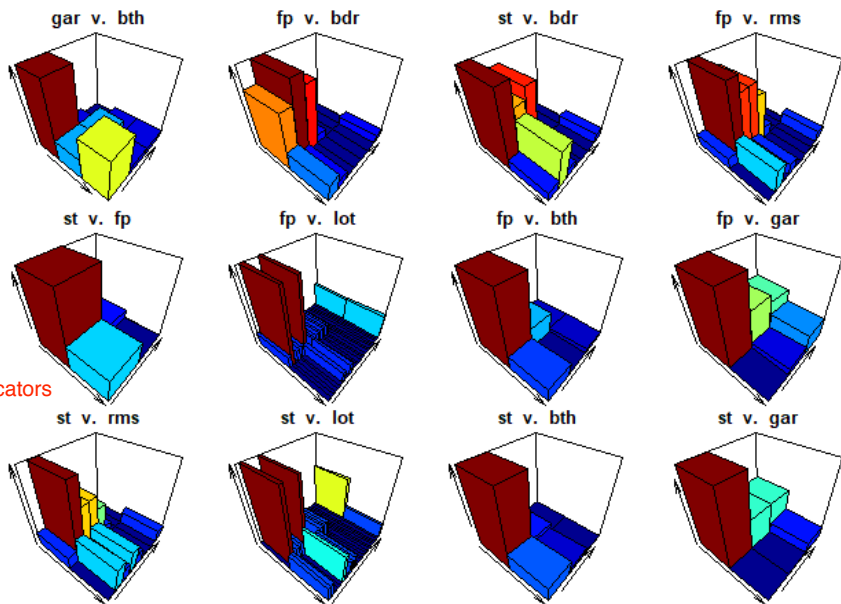 gar v. bth
fp v. bdr
st v. bdr
fp v. rms
st v. fp
fp v. lot
fp v. bth
fp v. gar
cators
st v. rms
st v. lot
st v. bth
st v. gar